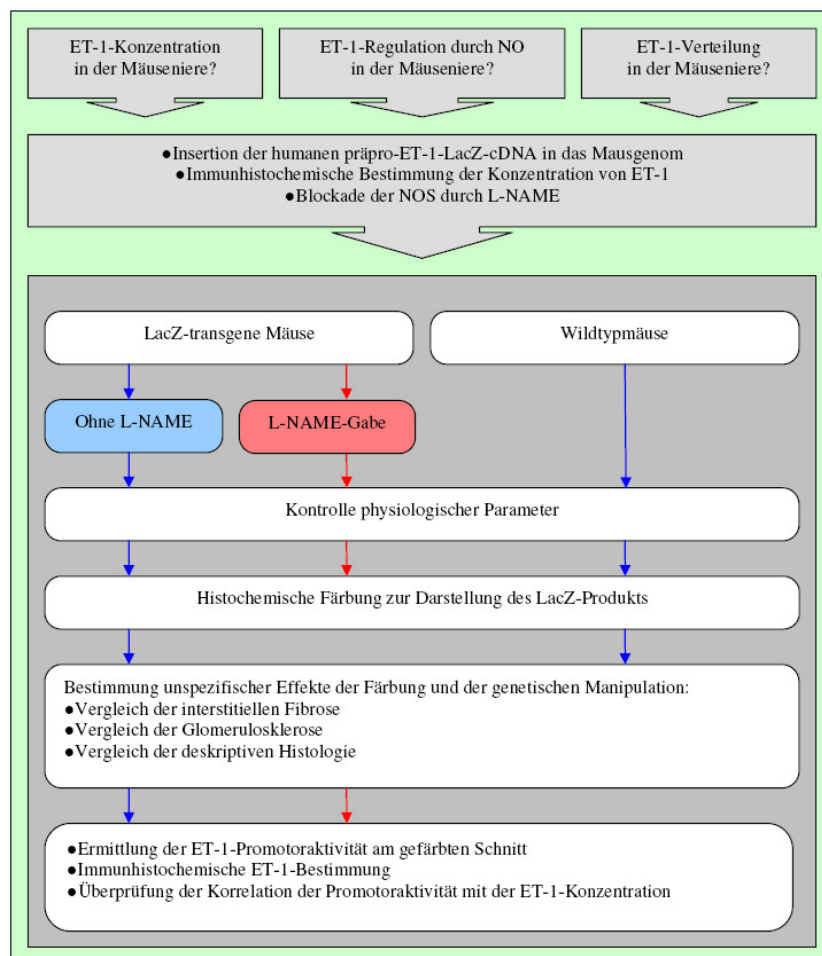 ET-1-Konzentration
in der Mäuseniere?
ET-1-Regulation durch NO
in der Mäuseniere?
ET-1-Verteilung
in der Mäuseniere?
●Insertion der humanen präpro-ET-1-LacZ-cDNA in das Mausgenom
●Immunhistochemische Bestimmung der Konzentration von ET-1
●Blockade der NOS durch L-NAME
LacZ-transgene Mäuse
Wildtypmäuse
Ohne L-NAME
L-NAME-Gabe
Kontrolle physiologischer Parameter
Histochemische Färbung zur Darstellung des LacZ-Produkts
Bestimmung unspezifischer Effekte der Färbung und der genetischen Manipulation:
●Vergleich der interstitiellen Fibrose
●Vergleich der Glomerulosklerose
●Vergleich der deskriptiven Histologie
●Ermittlung der ET-1-Promotoraktivität am gefärbten Schnitt
●Immunhistochemische ET-1-Bestimmung
●Überprüfung der Korrelation der Promotoraktivität mit der ET-1-Konzentration